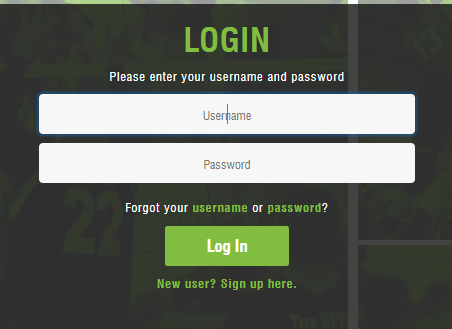 LOGIN
Please enter your username and password
Username
Password
Forgot your username or password?
Log In
New user? Sign up here.
22